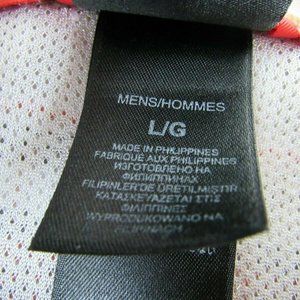 MENS/HOMMES
L/G
MADE IN PHILIPPINES
FABRIQUE AUX PHILIPPINES
ИЗГОТОВЛЕНО НА
ФИЛИППИНАХ
FILIPINLER DE ÜRETILMIŞTIR
ΚΑΤΑΣΚΕΥΑΖΕΤΑΙ ΣΤΙΣ
ΦΙΛΙΠΠΙΝΕΣ
WYPRODUKOWANO NA
FILIPINACH